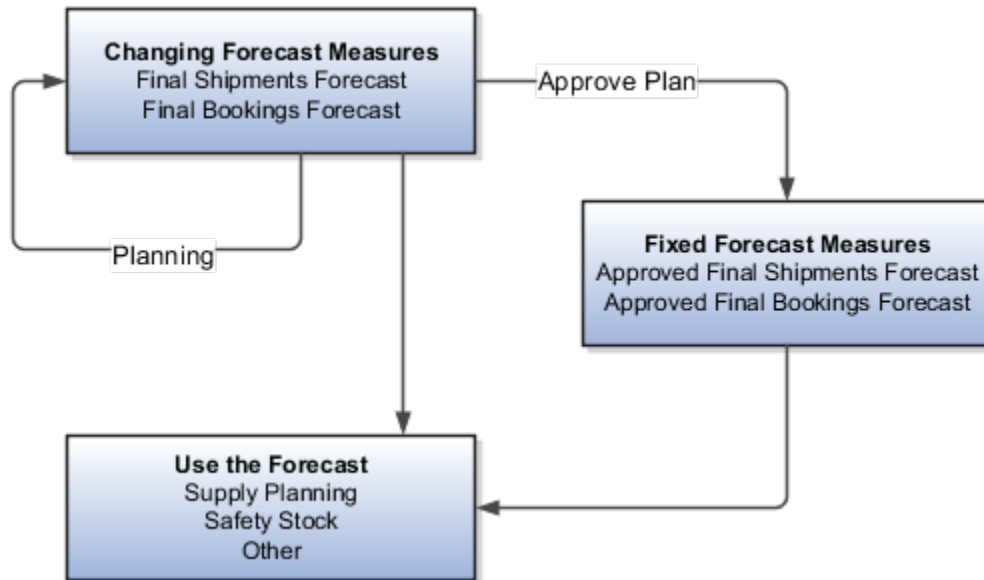 Changing Forecast Measures
Final Shipments Forecast
Final Bookings Forecast
Approve Plan
Planning
Fixed Forecast Measures
Approved Final Shipments Forecast
Approved Final Bookings Forecast
Use the Forecast
Supply Planning
Safety Stock
Other